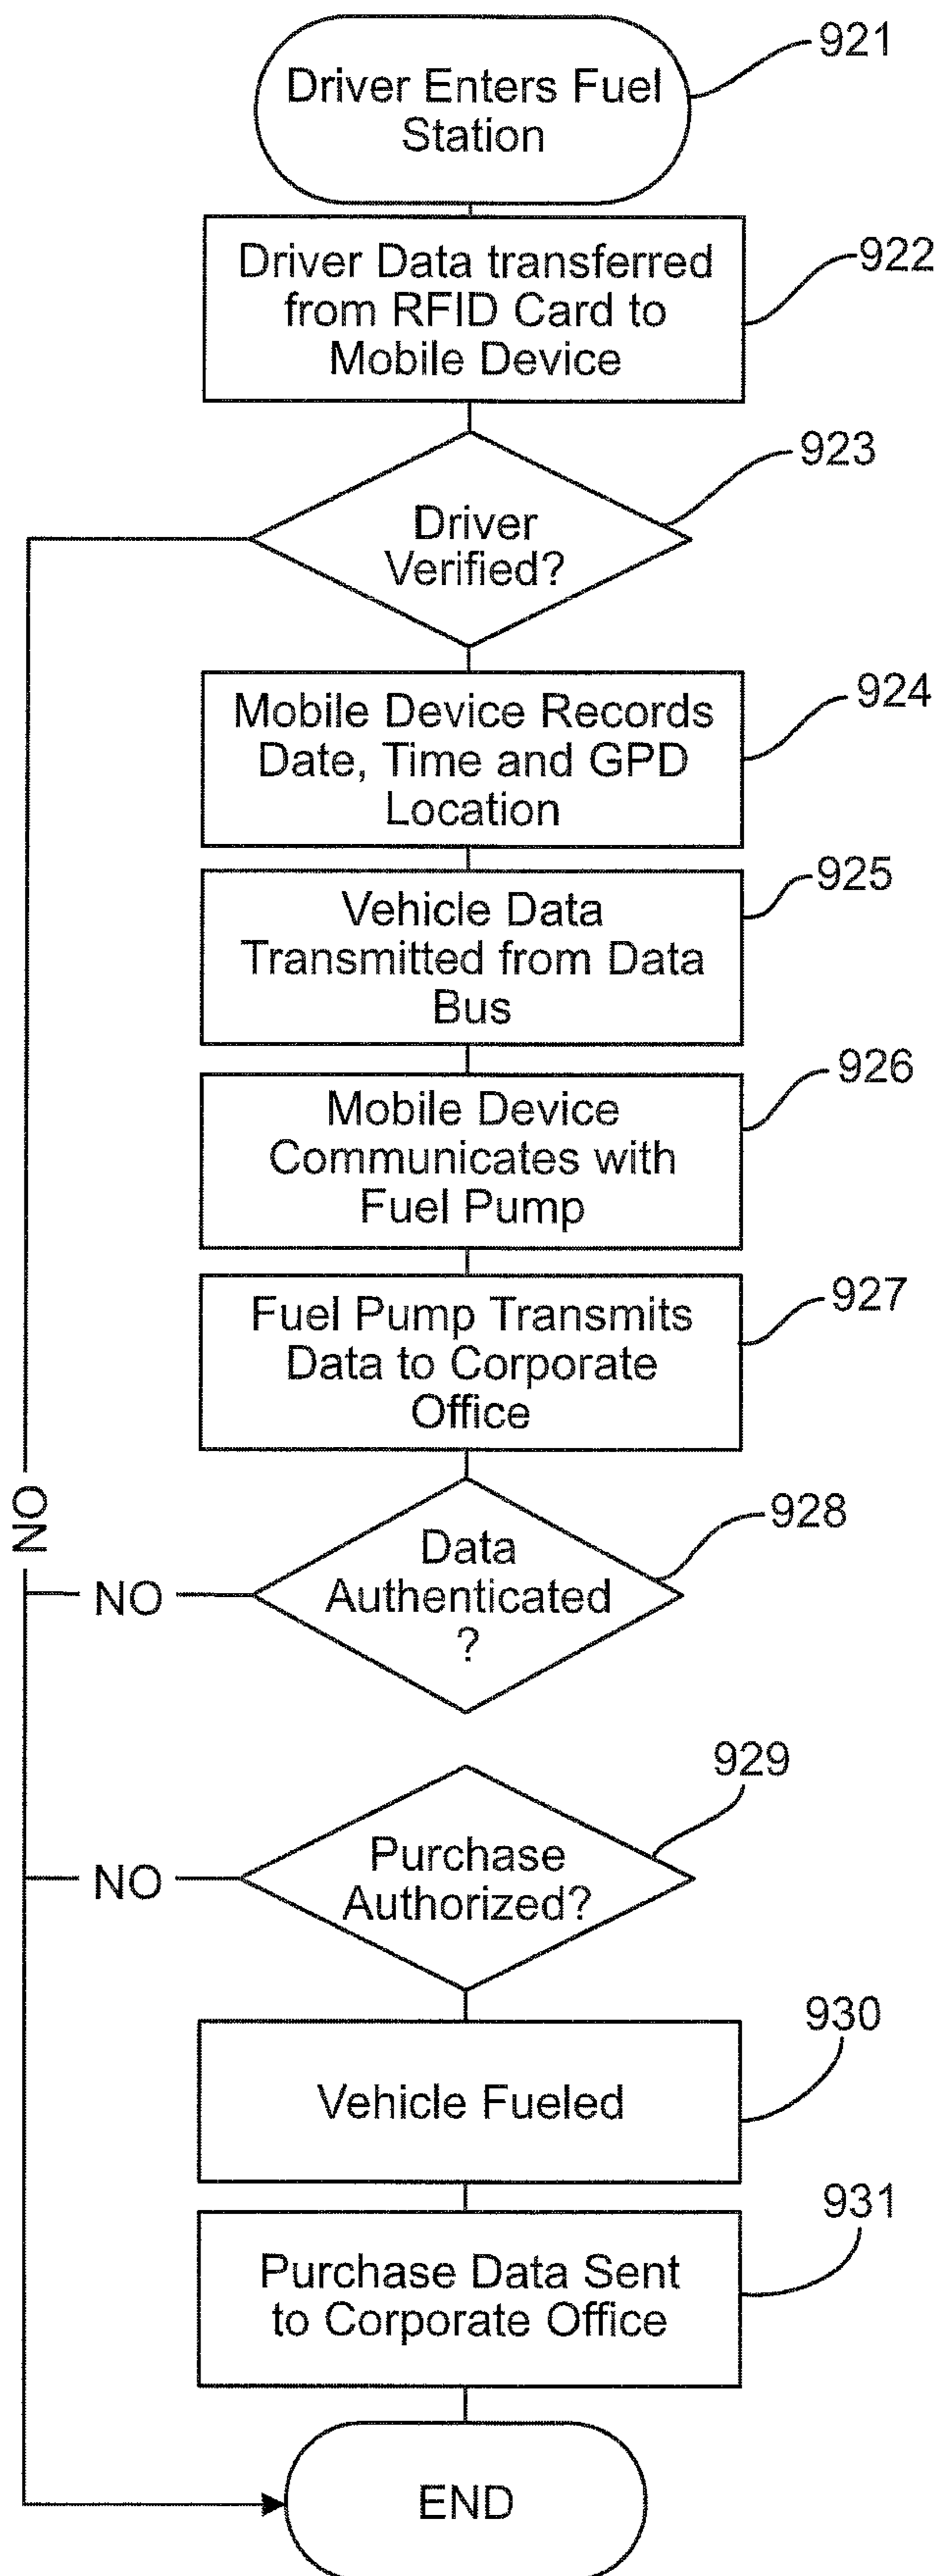 Driver Enters Fuel
Station
921
Driver Data transferred
from RFID Card to
Mobile Device
922
Driver
Verified?
923
Mobile Device Records
Date, Time and GPD
Location
924
Vehicle Data
Transmitted from Data
Bus
925
Mobile Device
Communicates with
Fuel Pump
926
Fuel Pump Transmits
Data to Corporate
Office
927
NO
Data
Authenticated
?
928
NO
Purchase
Authorized?
929
NO
Vehicle Fueled
930
Purchase Data Sent
to Corporate Office
931
END